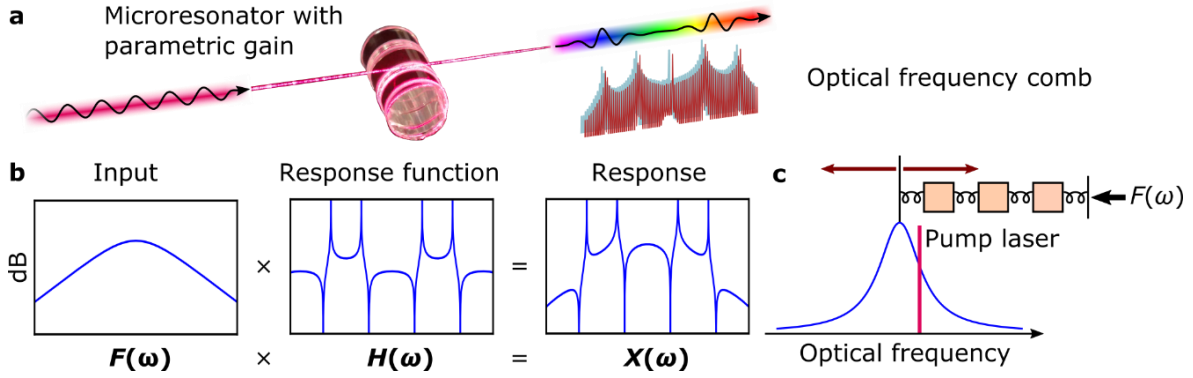 a
Microresonator with
parametric gain
Optical frequency comb
b
Input
Response function
Response
dB
×
=
F(ω)
×
H(ω)
=
X(ω)
c
F(ω)
Pump laser
Optical frequency